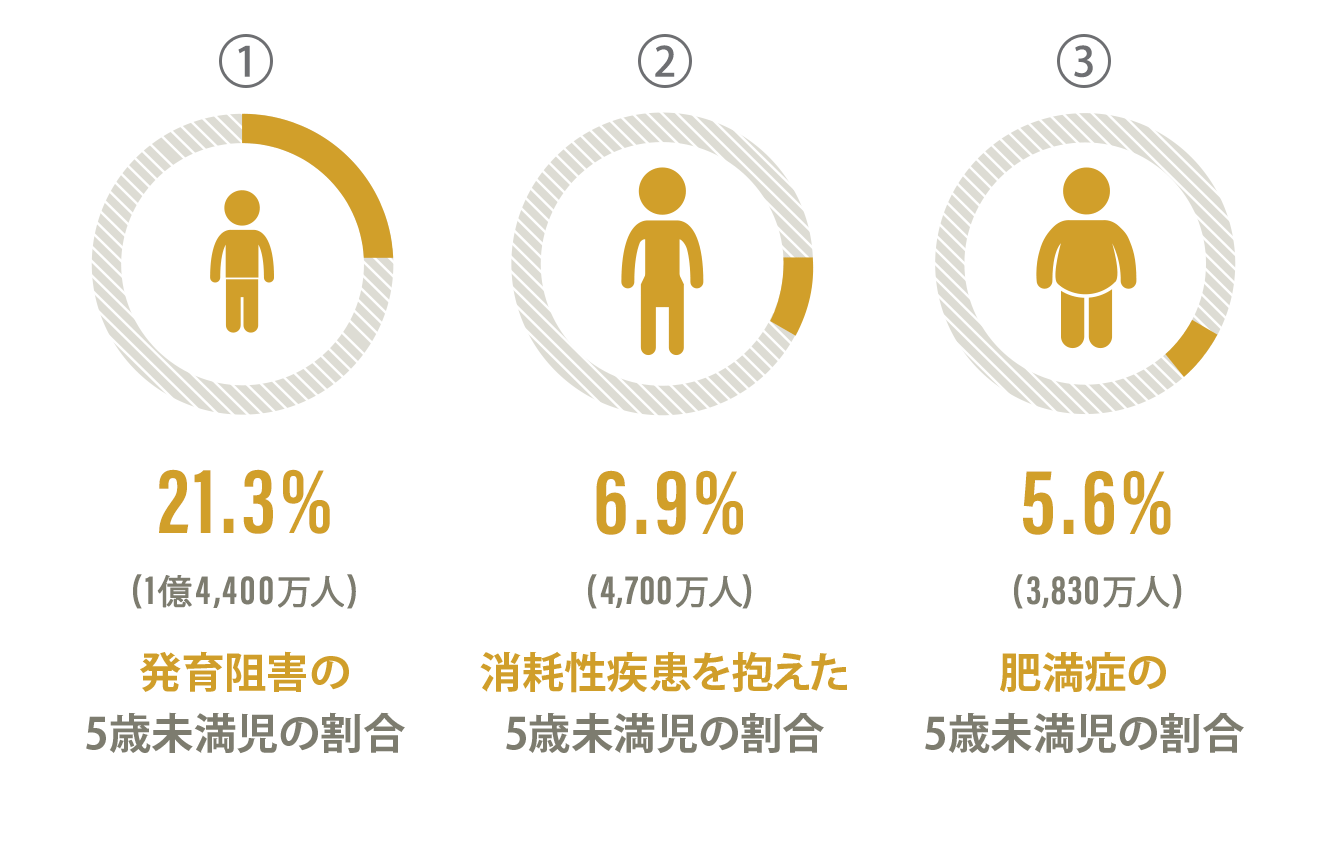 ①
21.3%
(1億4,400万人)
発育阻害の
5歳未満児の割合
②
6.9%
(4,700万人)
消耗性疾患を抱えた
5歳未満児の割合
③
5.6%
(3,830万人)
肥満症の
5歳未満児の割合